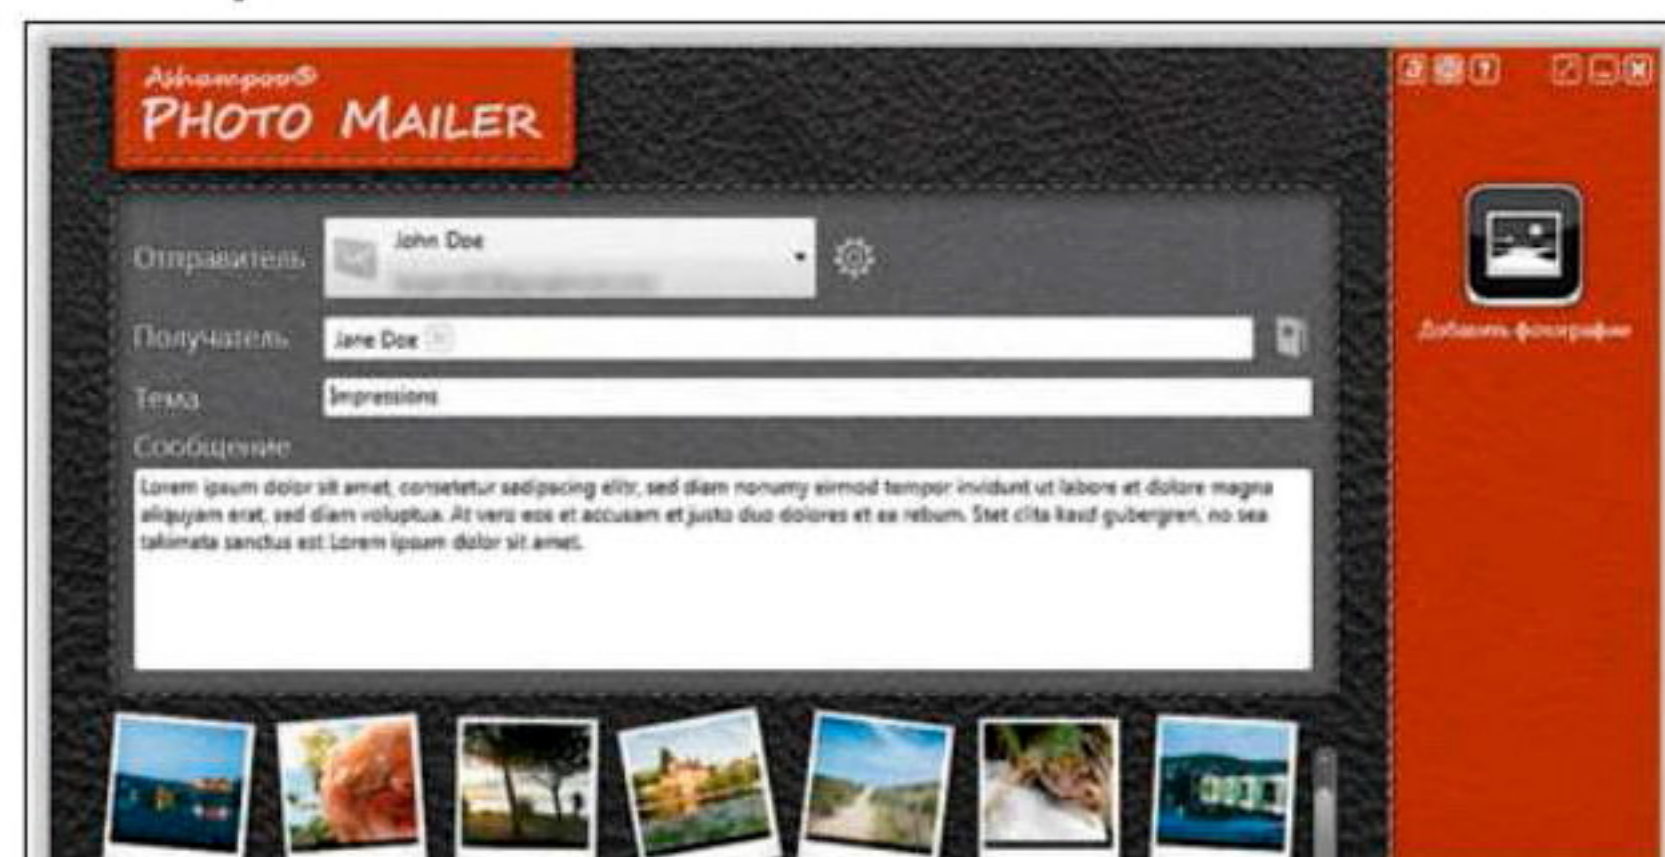 Ashampoo®
PHOTO MAILER
Отправитель
John Doe
Получатель
Jane Doe
Тема
Impressions
Сообщение
Lorem ipsum dolor sit amet, consetetur sadipscing elitr, sed diam nonumy eirmod tempor invidunt ut labore et dolore magna
aliquyam erat, sed diam voluptua. At vero eos et accusam et justo duo dolores et ea rebum. Stet clita kasd gubergren, no sea
takimata sanctus est Lorem ipsum dolor sit amet.
Добавить фотографии